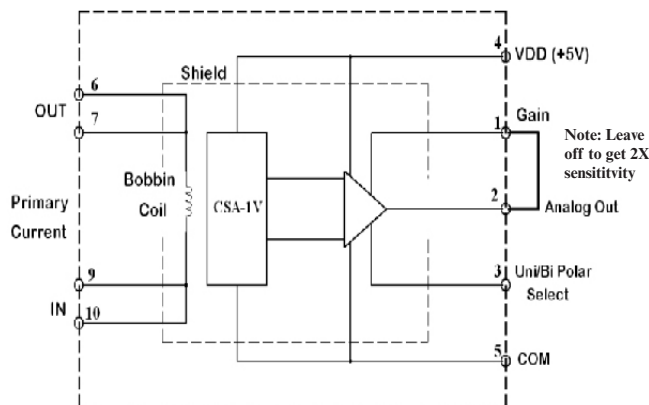 4
VDD (+5V)
Shield
6
OUT
7
1
Gain
Note: Leave
off to get 2X
sensititvity
Bobbin
Coil
CSA-1V
2
Analog Out
Primary
Current
9
3
Uni/Bi Polar
Select
IN
10
5
COM